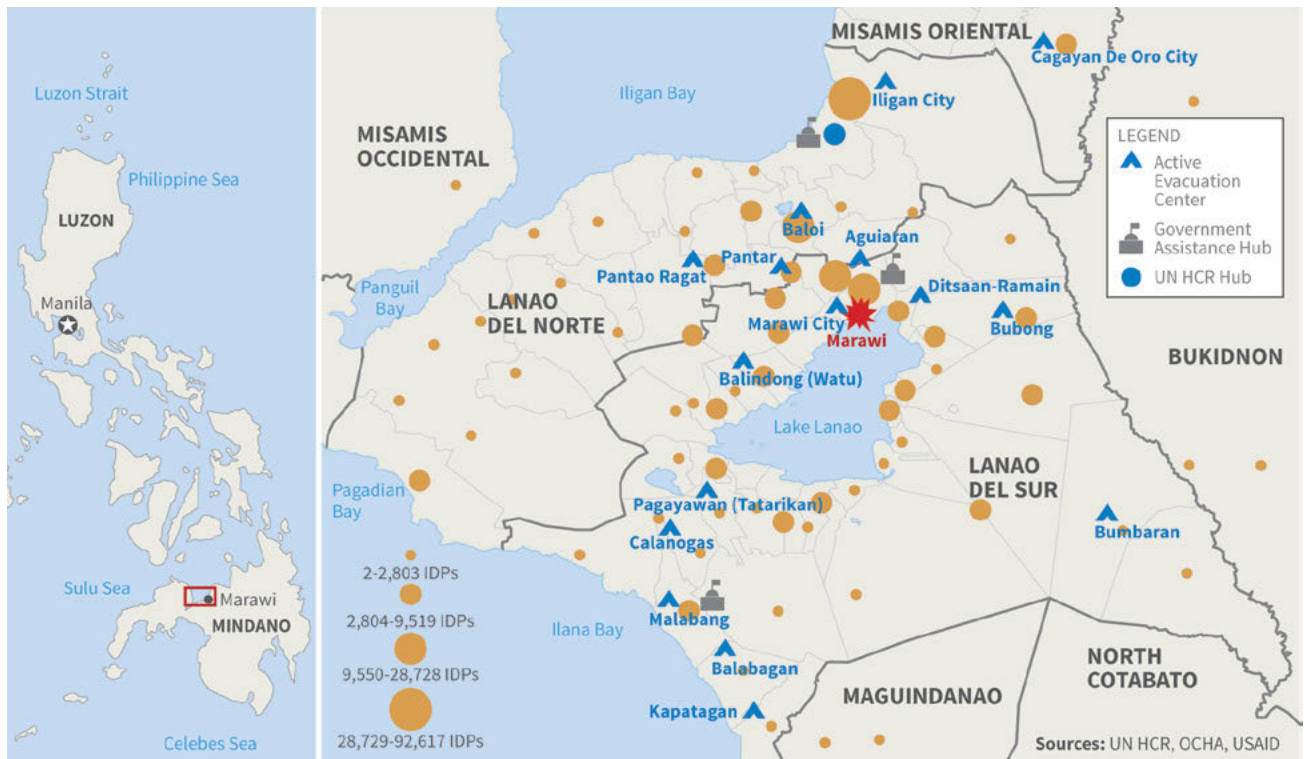 Luzon Strait
Philippine Sea
LUZON
Manila
Sulu Sea
Marawi
MINDANO
Celebes Sea
MISAMIS ORIENTAL
Cagayan De Oro City
Iligan Bay
Iligan City
MISAMIS
OCCIDENTAL
LEGEND
Active
Evacuation
Center
Government
Assistance Hub
UN HCR Hub
Baloi
Aguiaran
Pantar
Pantao Ragat
Panguil
Bay
LANAO
DEL NORTE
Ditsaan-Ramain
Marawi City
Bubong
Marawi
BUKIDNON
Balindong (Watu)
Lake Lanao
LANAO
DEL SUR
Pagadian
Bay
Pagayawan (Tatarikan)
Calanogas
Bumbaran
2-2,803 IDPs
2,804-9,519 IDPs
9,550-28,728 IDPs
28,729-92,617 IDPs
Malabang
Ilana Bay
Balabagan
Kapatagan
MAGUINDANAO
NORTH
COTABATO
Sources: UN HCR, OCHA, USAID